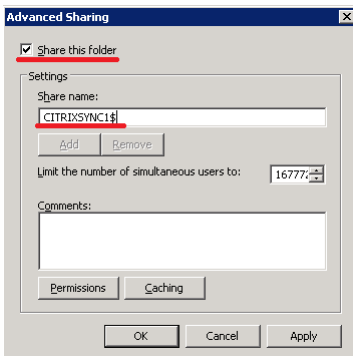 Advanced Sharing
Share this folder
Settings
Share name:
CITRIXSYNC1$
Add Remove
Limit the number of simultaneous users to: 167772
Comments:
Permissions Caching
OK Cancel Apply